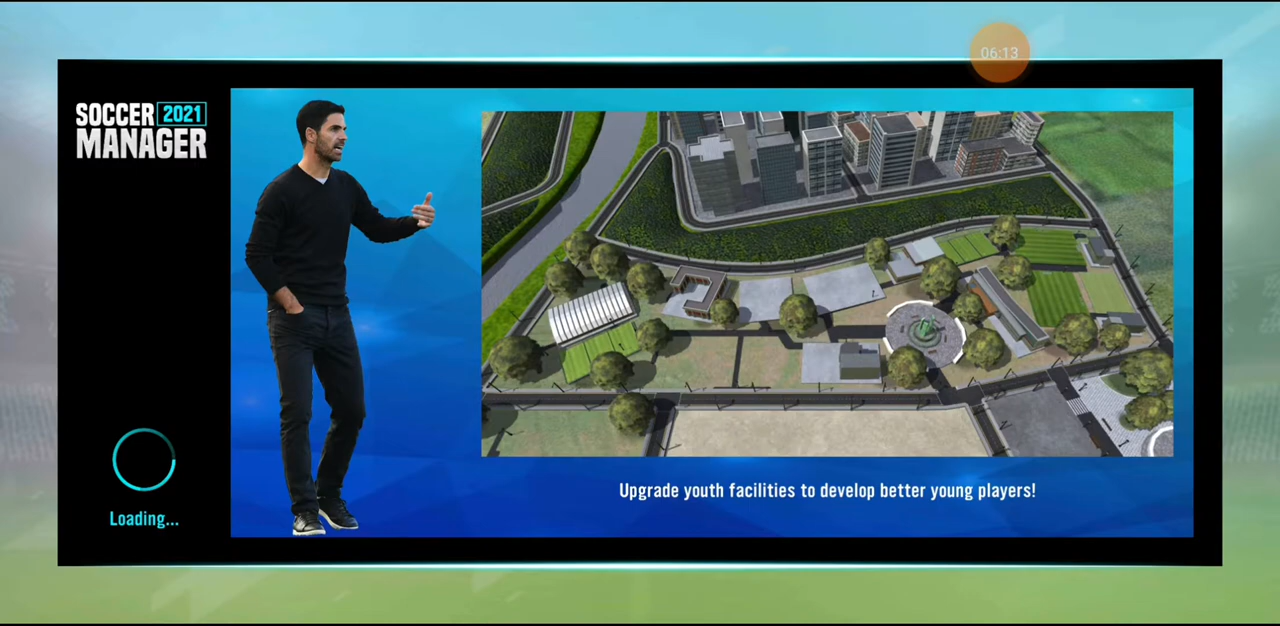 06:13
SOCCER 2021
MANAGER
Upgrade youth facilities to develop better young players!
Loading...